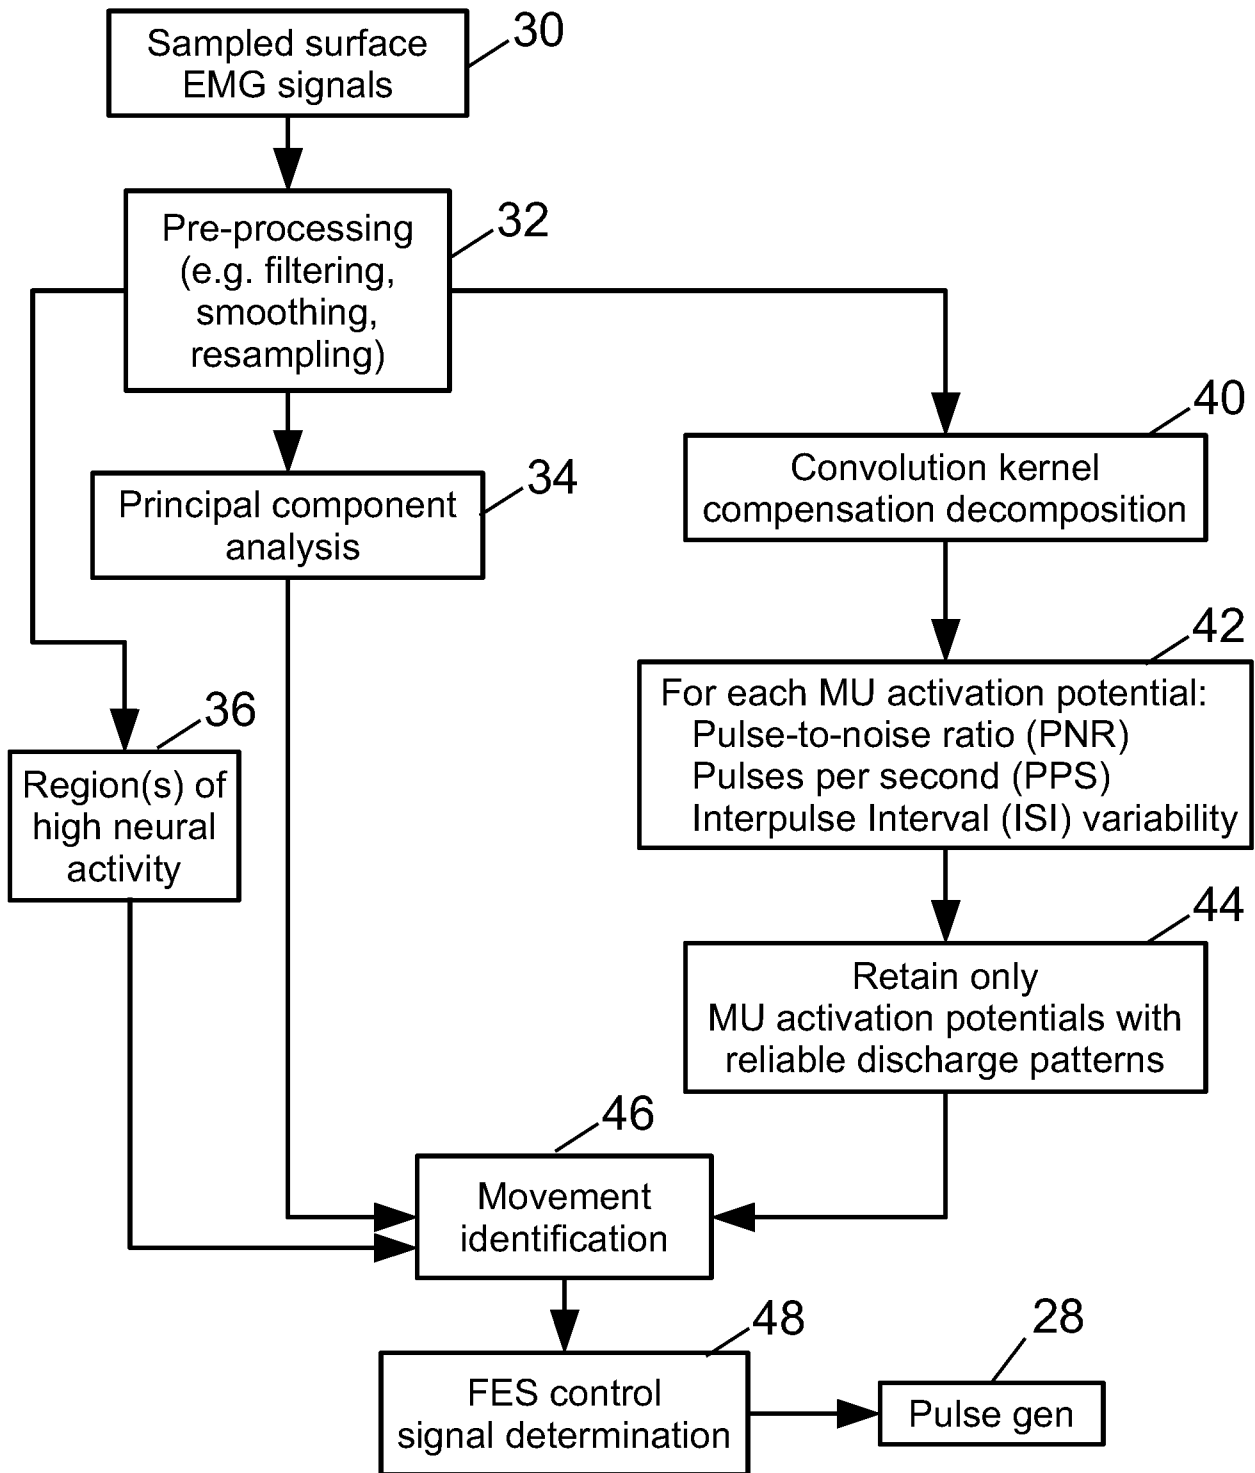 Sampled surface
EMG signals
30
Pre-processing
(e.g. filtering,
smoothing,
resampling)
32
Principal component
analysis
34
Region(s) of
high neural
activity
36
Convolution kernel
compensation decomposition
40
For each MU activation potential:
Pulse-to-noise ratio (PNR)
Pulses per second (PPS)
Interpulse Interval (ISI) variability
42
Retain only
MU activation potentials with
reliable discharge patterns
44
Movement
identification
46
FES control
signal determination
48
Pulse gen
28